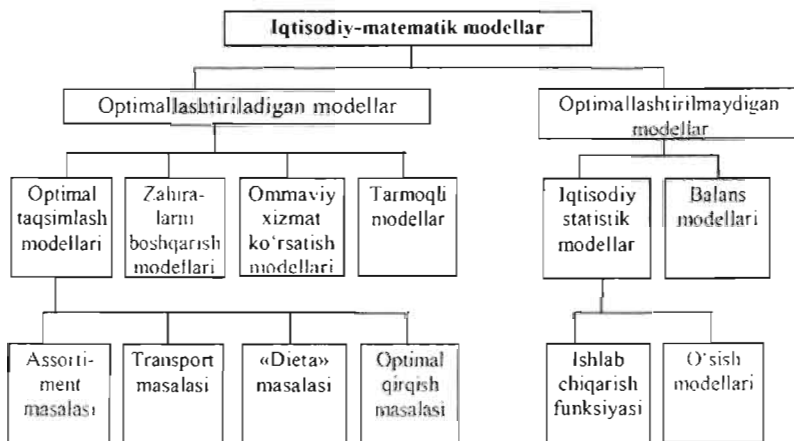 Iqtisodiy-matematik modellar
Optimallashtiriladigan modellar
Optimallashtirilmaydigan
modellar
Optimal
taqsimlash
modellari
Zahira-
larni
boshqarish
modellari
Ommaviy
xizmat
ko‘rsatish
modellari
Tarmoqli
modellar
Iqtisodiy
statistik
modellar
Balans
modellari
Assorti-
ment
masalasi
Transport
masalasi
«Dieta»
masalasi
Optimal
qirqish
masalasi
Ishlab
chiqarish
funksiyasi
O‘sish
modellari